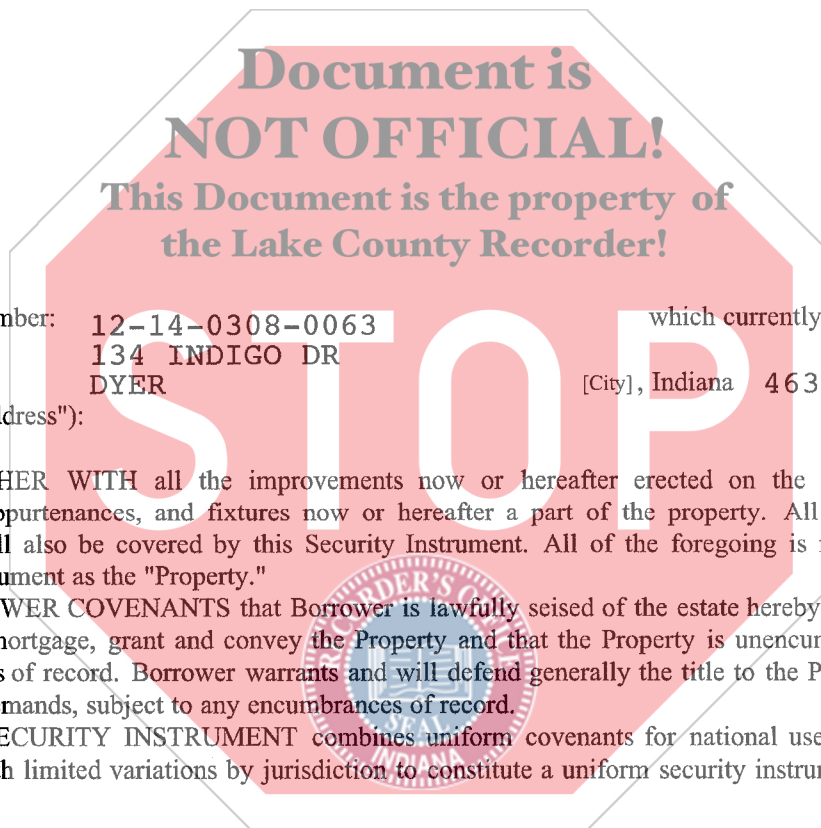 Document is
NOT OFFICIAL!
This Document is the property of
the Lake County Recorder!
STOP
mber: 12-14-0308-0063 which currently
134 INDIGO DR
DYER [City], Indiana 463
ddress"):
HER WITH all the improvements now or hereafter erected on the
ppurtenances, and fixtures now or hereafter a part of the property. All
ll also be covered by this Security Instrument. All of the foregoing is
ument as the "Property."
WER COVENANTS that Borrower is lawfully seised of the estate hereby
mortgage, grant and convey the Property and that the Property is unencum
s of record. Borrower warrants and will defend generally the title to the P
mands, subject to any encumbrances of record.
ECURITY INSTRUMENT combines uniform covenants for national use
h limited variations by jurisdiction to constitute a uniform security instrum
RECORDER'S OFFICE
SEAL
INDIANA